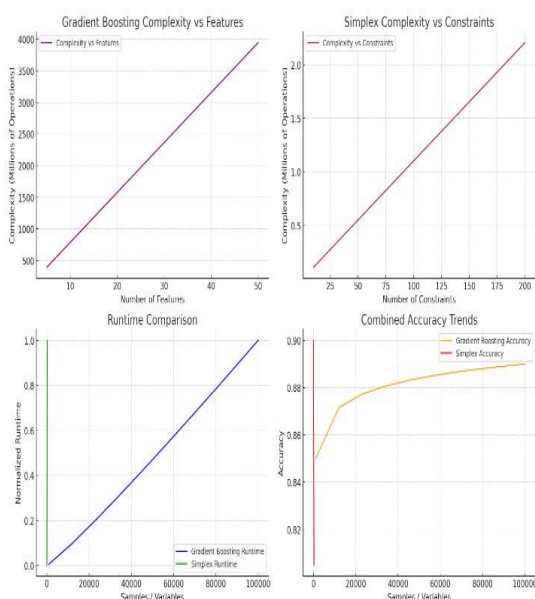 Gradient Boosting Complexity vs Features
Complexity vs Features
Complexity (Millions of Operations)
4000
3500
3000
2500
2000
1500
1000
500
10 20 30 40 50
Number of Features
Simplex Complexity vs Constraints
Complexity vs Constraints
Complexity (Millions of Operations)
2.0
1.5
1.0
0.5
25 50 75 100 125 150 175 200
Number of Constraints
Runtime Comparison
Normalized Runtime
1.0
0.8
0.6
0.4
0.2
0.0
Gradient Boosting Runtime
Simplex Runtime
0 20000 40000 60000 80000 100000
Samples / Variables
Combined Accuracy Trends
Gradient Boosting Accuracy
Simplex Accuracy
Accuracy
0.90
0.88
0.86
0.84
0.82
0 20000 40000 60000 80000 100000
Samples / Variables